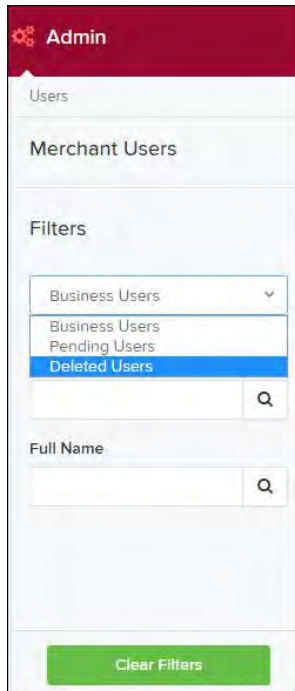 Admin
Users
Merchant Users
Filters
Business Users
Business Users
Pending Users
Deleted Users
Full Name
Clear Filters